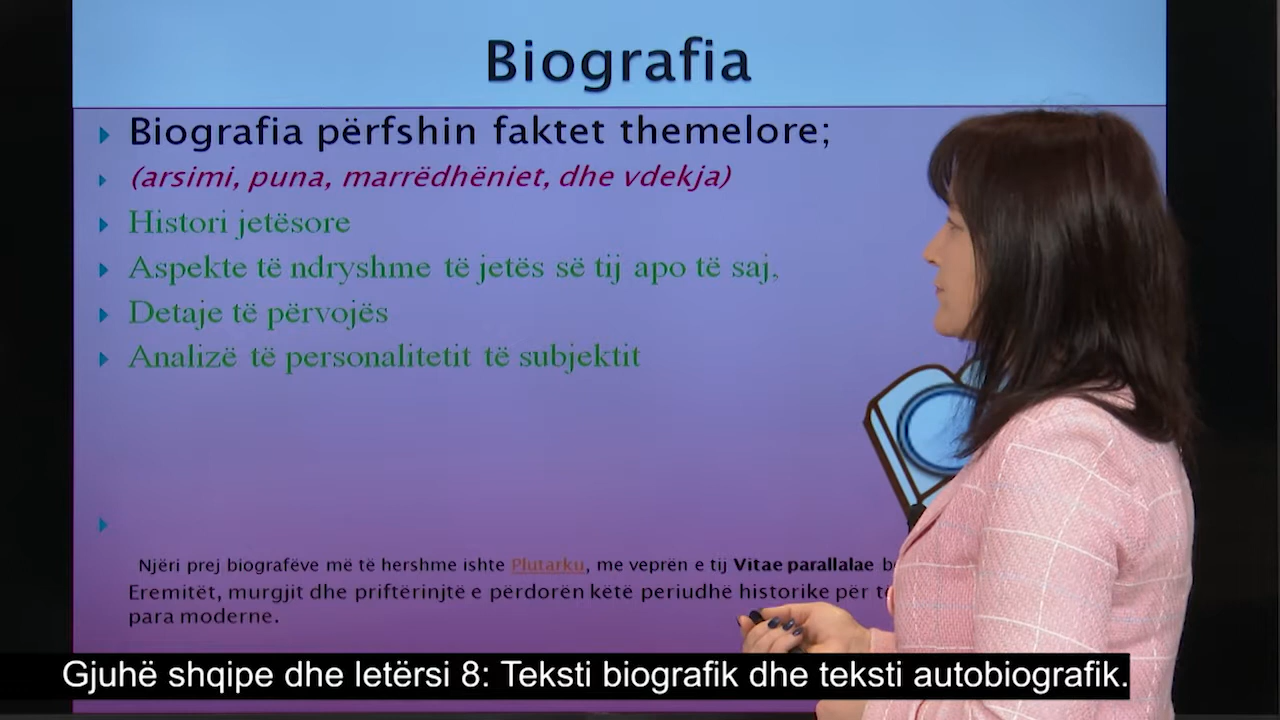 Biografia
Biografia përfshin faktet themelore;
(arsimi, puna, marrëdhëniet, dhe vdekja)
Histori jetësore
Aspekte të ndryshme të jetës së tij apo të saj,
Detaje të përvojës
Analizë të personalitetit të subjektit
Njëri prej biografëve më të hershme ishte Plutarku, me veprën e tij Vitae parallalae
Eremitët, murgjit dhe priftërinjtë e përdorën këtë periudhë historike për
para moderne.
Gjuhë shqipe dhe letërsi 8: Teksti biografik dhe teksti autobiografik.